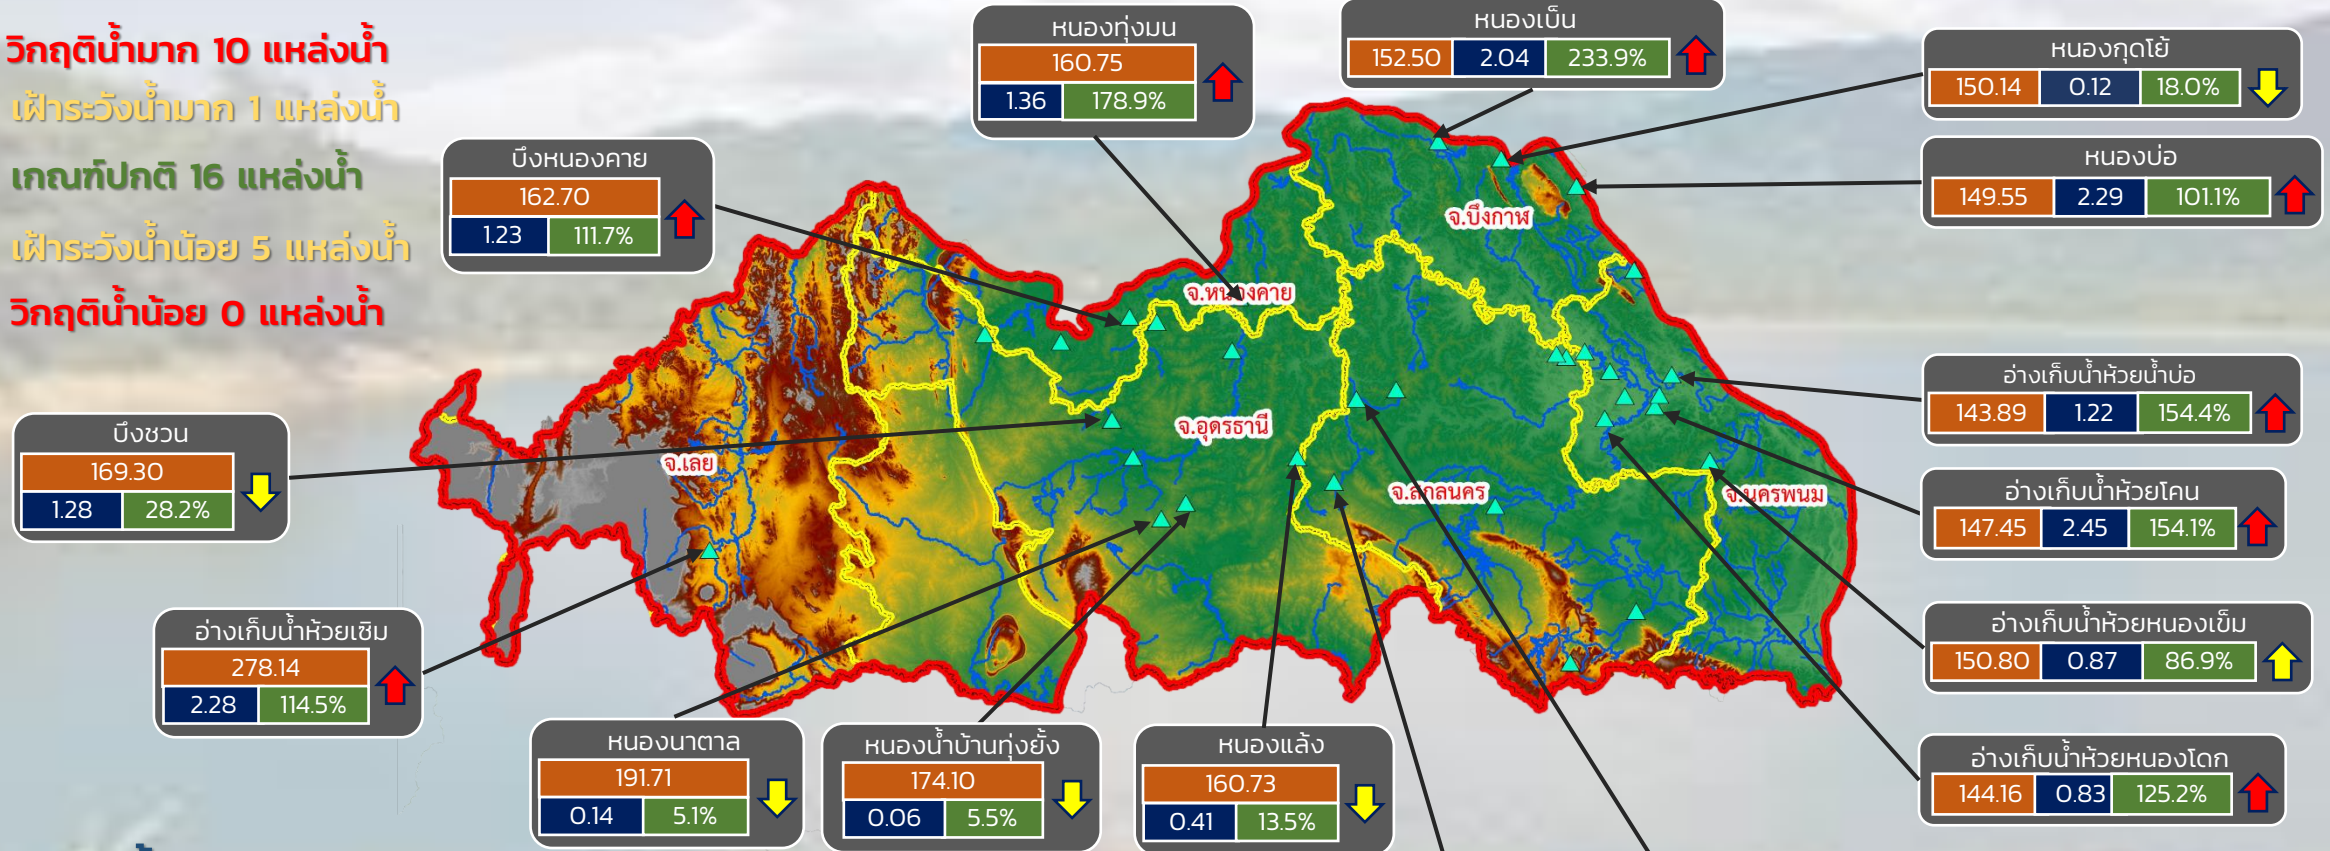 วิกฤติน้ำมาก 10 แหล่งน้ำ
เฝ้าระวังน้ำมาก 1 แหล่งน้ำ
เกณฑ์ปกติ 16 แหล่งน้ำ
เฝ้าระวังน้ำน้อย 5 แหล่งน้ำ
วิกฤติน้ำน้อย 0 แหล่งน้ำ
หนองทุ่งมน
160.75
1.36 178.9%
หนองเบ็น
152.50 2.04 233.9%
หนองกุดโย้
150.14 0.12 18.0%
หนองบ่อ
149.55 2.29 101.1%
บึงหนองคาย
162.70
1.23 111.7%
จ.บึงกาฬ
จ.หนองคาย
จ.อุดรธานี
จ.เลย
จ.สกลนคร
จ.นครพนม
บึงชวน
169.30
1.28 28.2%
อ่างเก็บน้ำห้วยน้ำบ่อ
143.89 1.22 154.4%
อ่างเก็บน้ำห้วยโคน
147.45 2.45 154.1%
อ่างเก็บน้ำห้วยหนองเข็ม
150.80 0.87 86.9%
อ่างเก็บน้ำห้วยหนองโดก
144.16 0.83 125.2%
อ่างเก็บน้ำห้วยเซิม
278.14
2.28 114.5%
หนองนาตาล
191.71
0.14 5.1%
หนองน้ำบ้านทุ่งยั้ง
174.10
0.06 5.5%
หนองแล้ง
160.73
0.41 13.5%